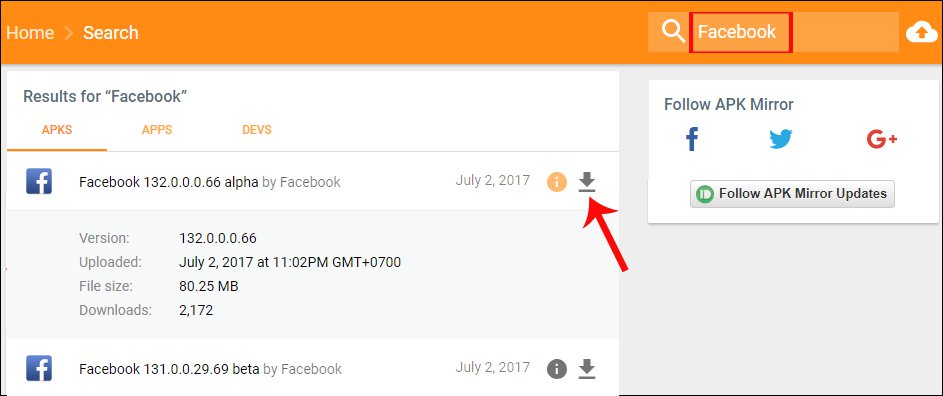 Home > Search
Facebook
Results for “Facebook”
APKS APPS DEVS
Facebook 132.0.0.0.66 alpha by Facebook July 2, 2017
Version: 132.0.0.0.66
Uploaded: July 2, 2017 at 11:02PM GMT+0700
File size: 80.25 MB
Downloads: 2,172
Facebook 131.0.0.29.69 beta by Facebook July 2, 2017
Follow APK Mirror
Follow APK Mirror Updates